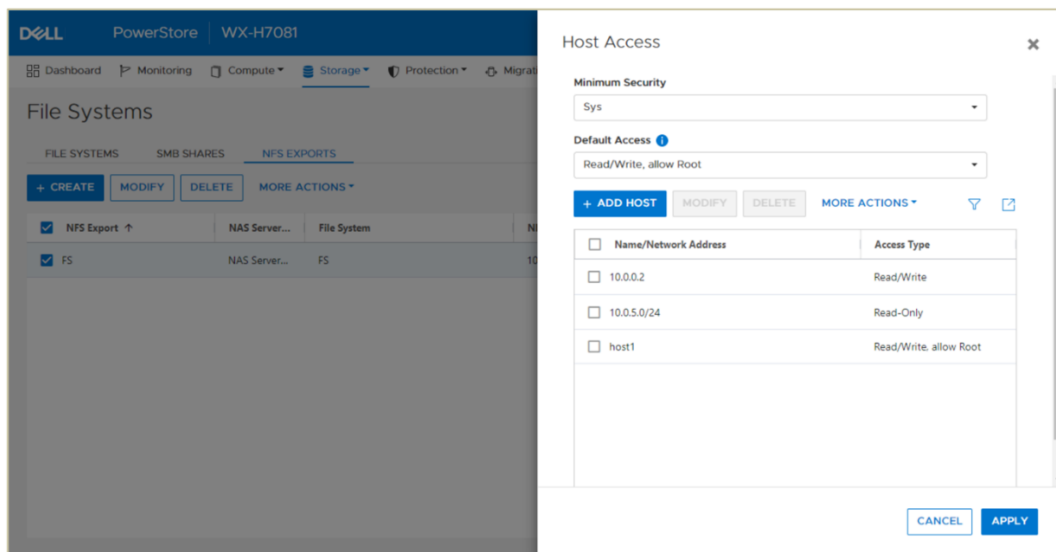 DELL PowerStore WX-H7081
Dashboard Monitoring Compute Storage Protection Migrati
File Systems
FILE SYSTEMS SMB SHARES NFS EXPORTS
+ CREATE MODIFY DELETE MORE ACTIONS
NFS Export ↑ NAS Server... File System
FS NAS Server... FS 10
Host Access
Minimum Security
Sys
Default Access i
Read/Write, allow Root
+ ADD HOST MODIFY DELETE MORE ACTIONS
Name/Network Address Access Type
10.0.0.2 Read/Write
10.0.5.0/24 Read-Only
host1 Read/Write, allow Root
CANCEL APPLY